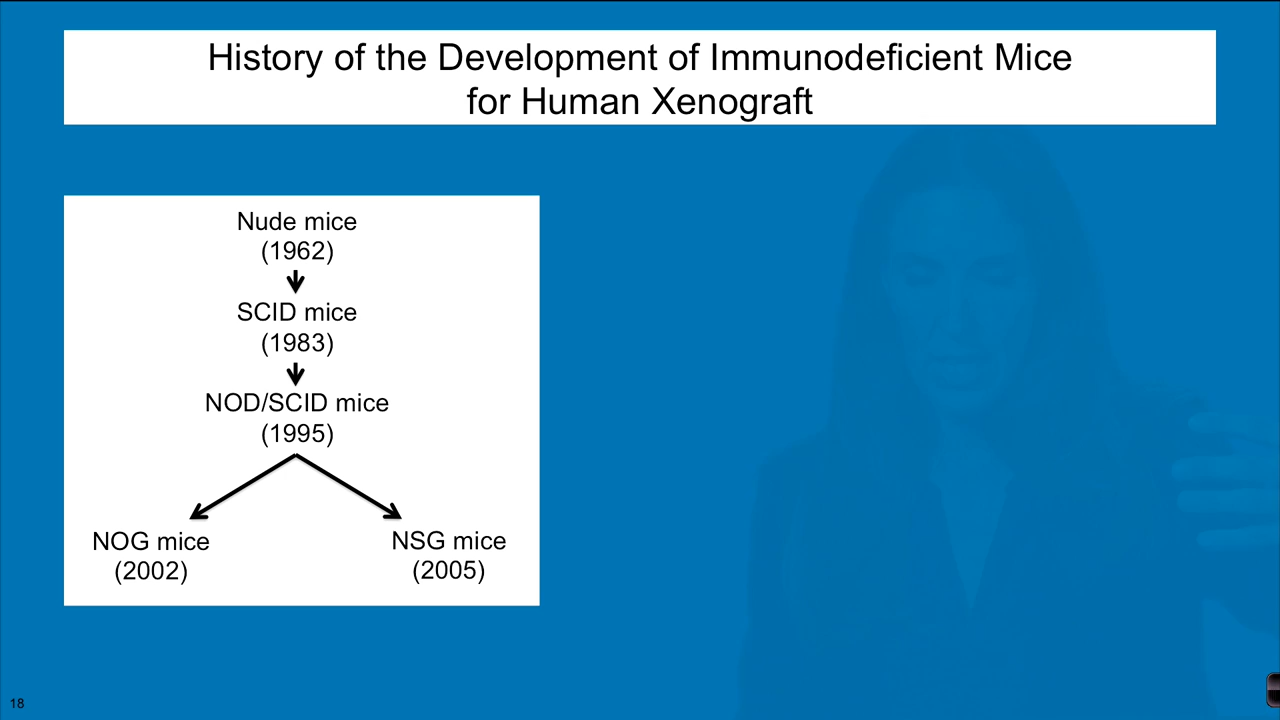 History of the Development of Immunodeficient Mice
for Human Xenograft
Nude mice
(1962)
SCID mice
(1983)
NOD/SCID mice
(1995)
NOG mice
(2002)
NSG mice
(2005)
18